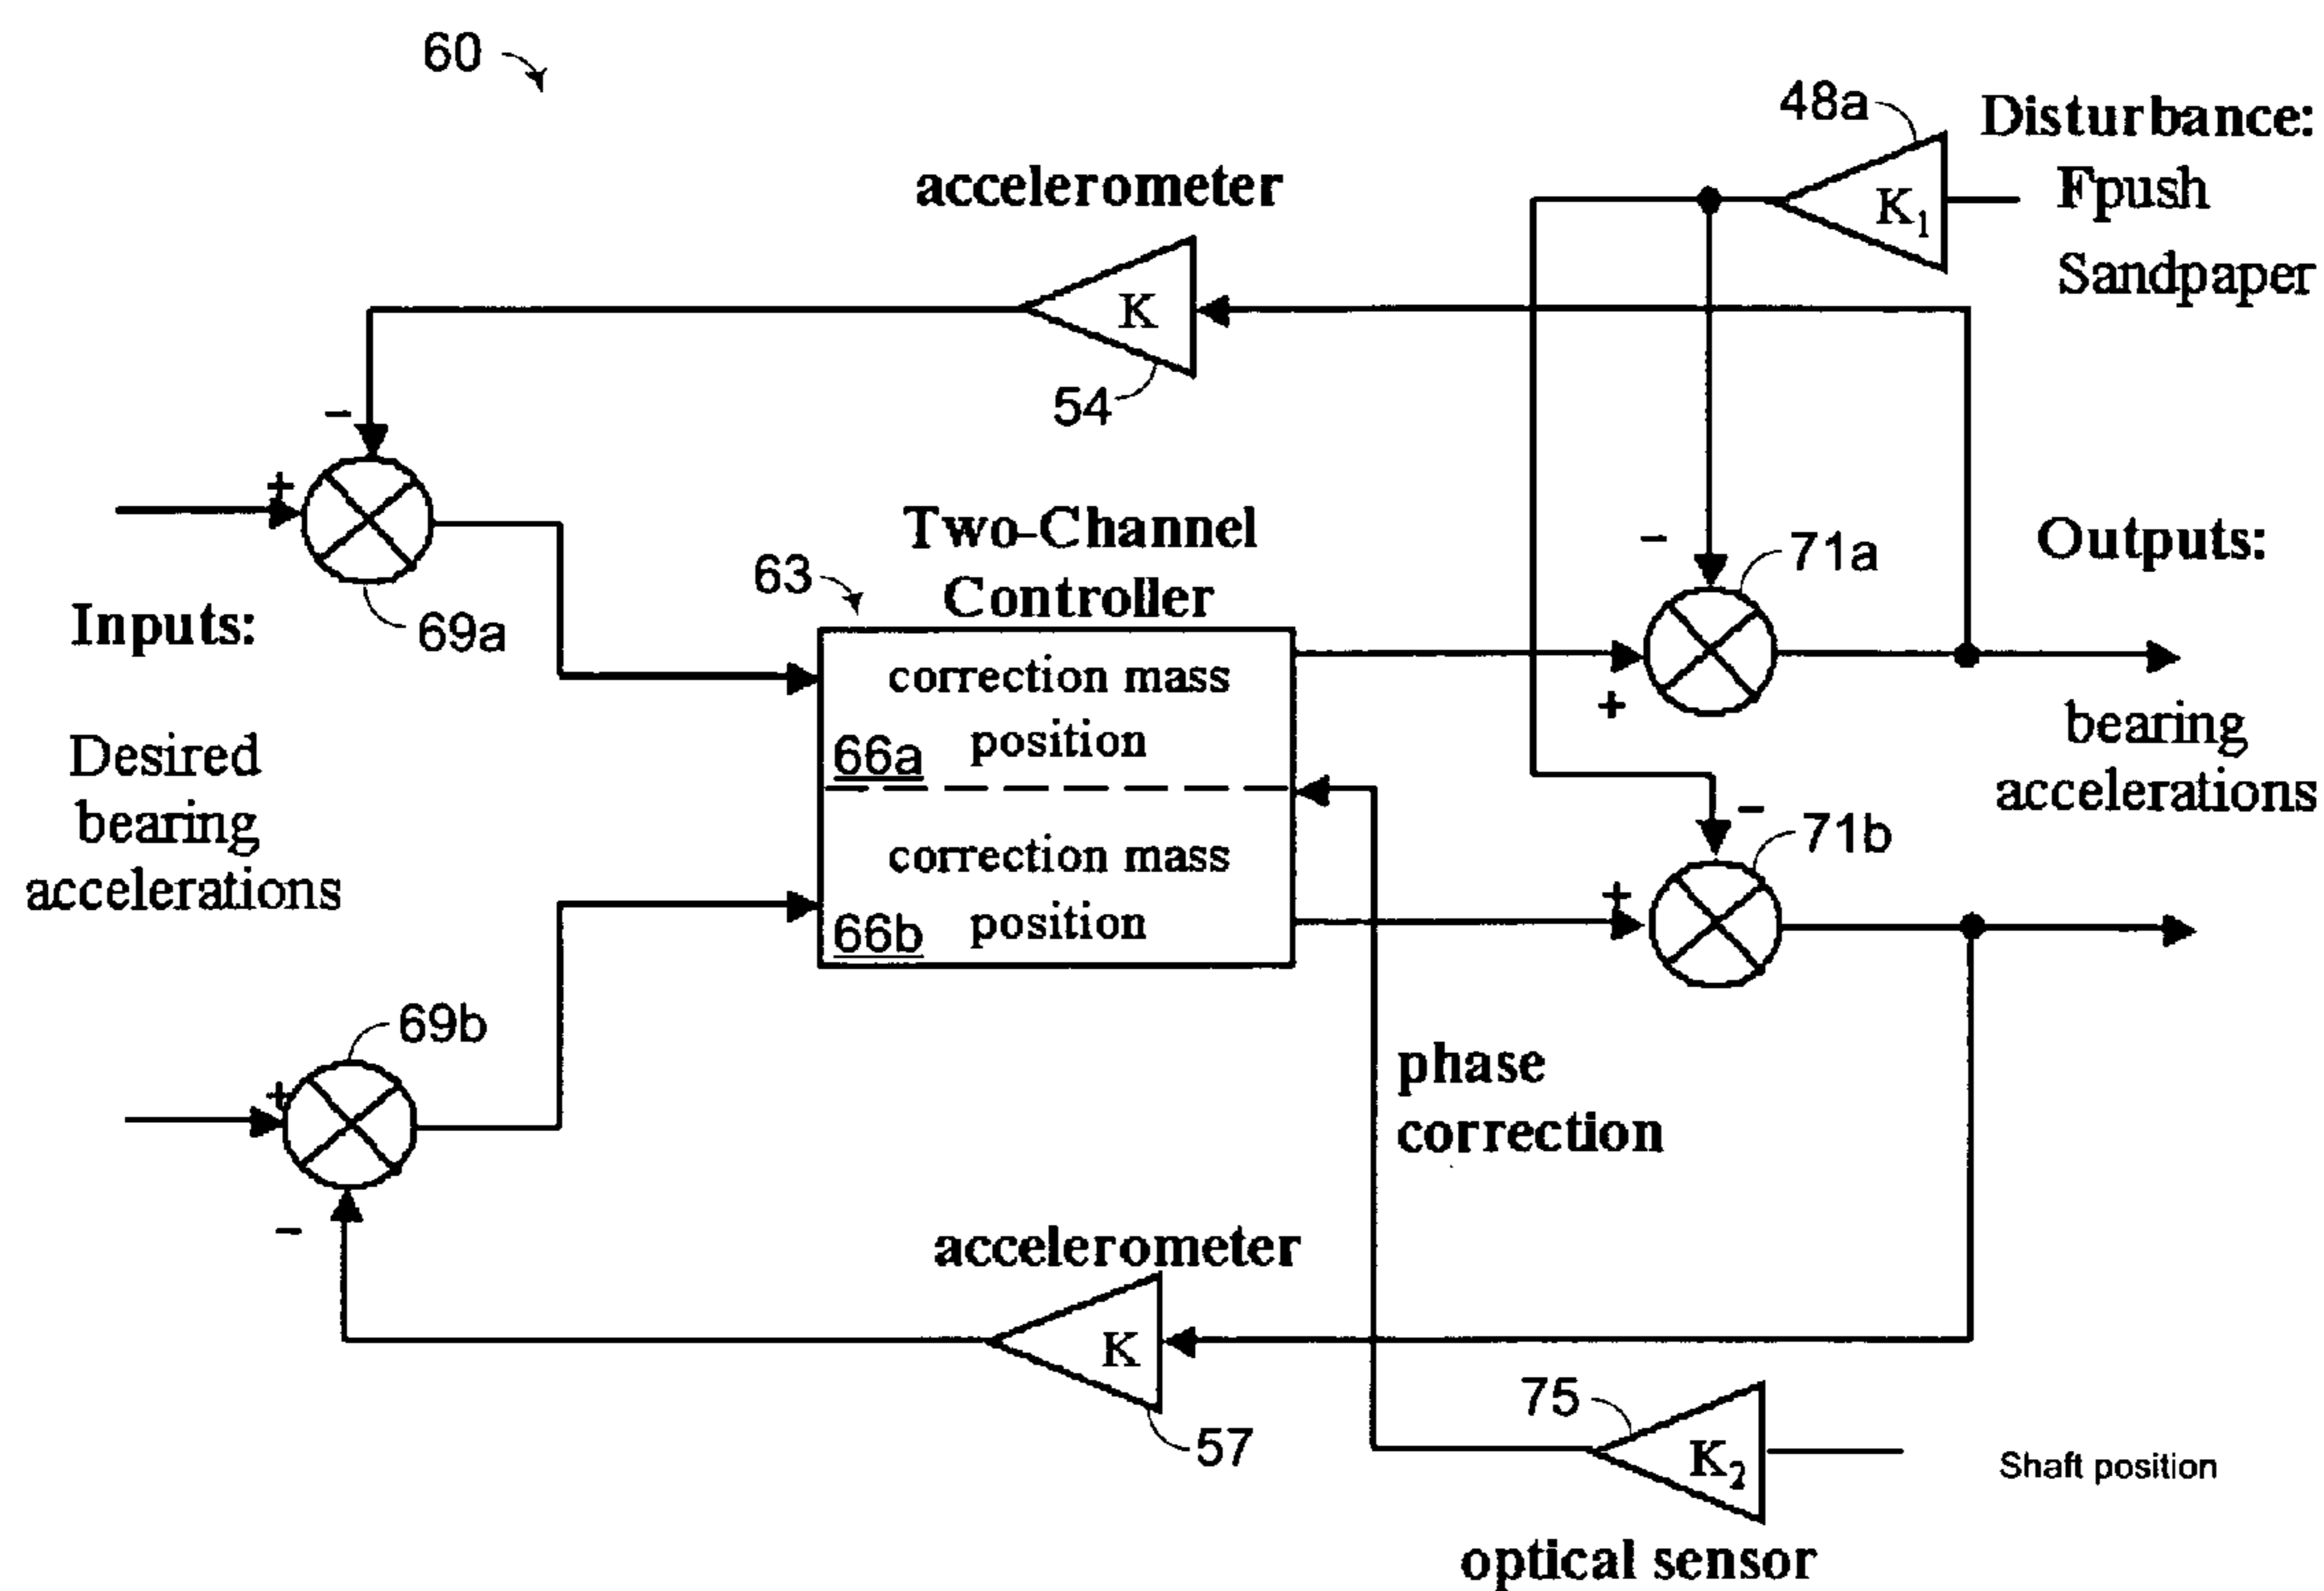 60
48a
Disturbance:
Fpush
Sandpaper
K1
accelerometer
K
54
-
+
69a
Inputs:
Desired
bearing
accelerations
Two-Channel
Controller
63
correction mass
position
66a
correction mass
position
66b
-
71a
+
Outputs:
bearing
accelerations
-
71b
+
69b
+
-
phase
correction
accelerometer
K
57
75
K2
Shaft position
optical sensor